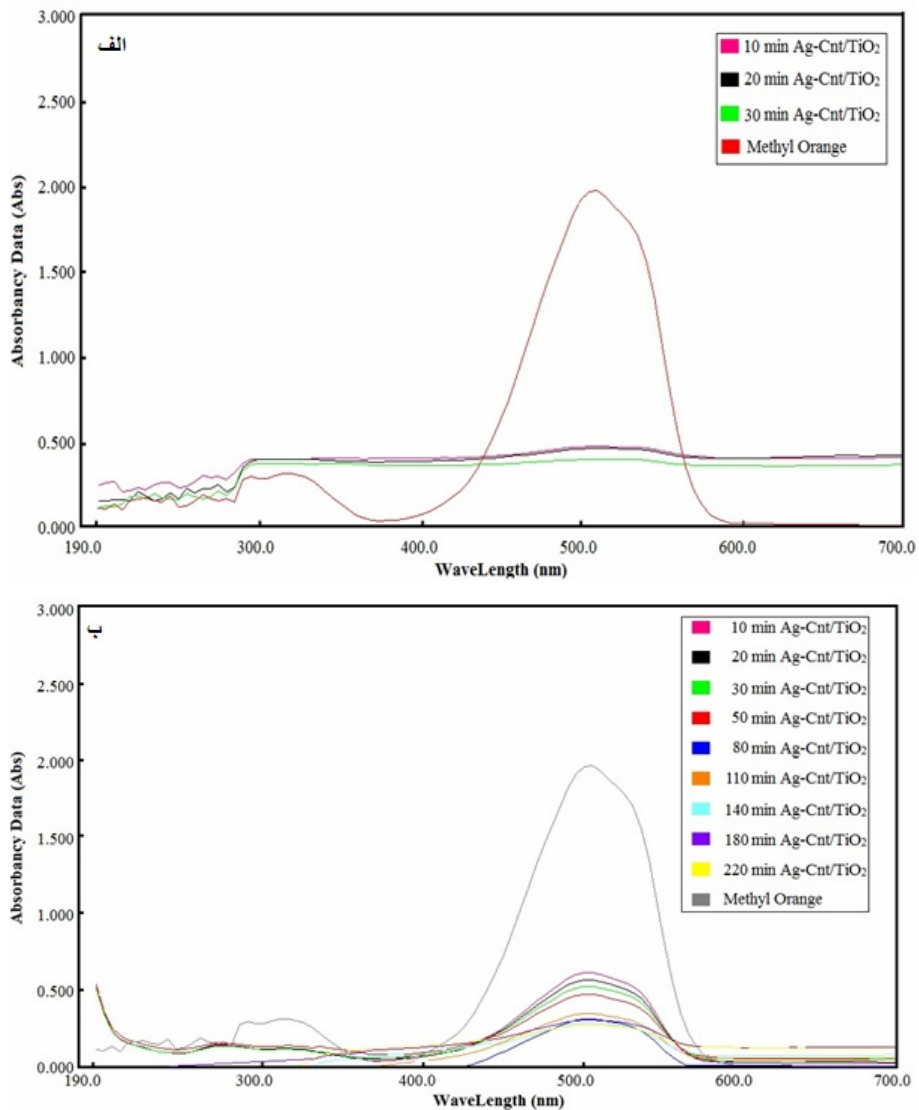 3.000
الف
2.500
2.000
1.500
1.000
0.500
0.000
Absorbancy Data (Abs)
10 min Ag-Cnt/TiO2
20 min Ag-Cnt/TiO2
30 min Ag-Cnt/TiO2
Methyl Orange
190.0 300.0 400.0 500.0 600.0 700.0
WaveLength (nm)
3.000
ب
2.500
2.000
1.500
1.000
0.500
0.000
Absorbancy Data (Abs)
10 min Ag-Cnt/TiO2
20 min Ag-Cnt/TiO2
30 min Ag-Cnt/TiO2
50 min Ag-Cnt/TiO2
80 min Ag-Cnt/TiO2
110 min Ag-Cnt/TiO2
140 min Ag-Cnt/TiO2
180 min Ag-Cnt/TiO2
220 min Ag-Cnt/TiO2
Methyl Orange
190.0 300.0 400.0 500.0 600.0 700.0
WaveLength (nm)